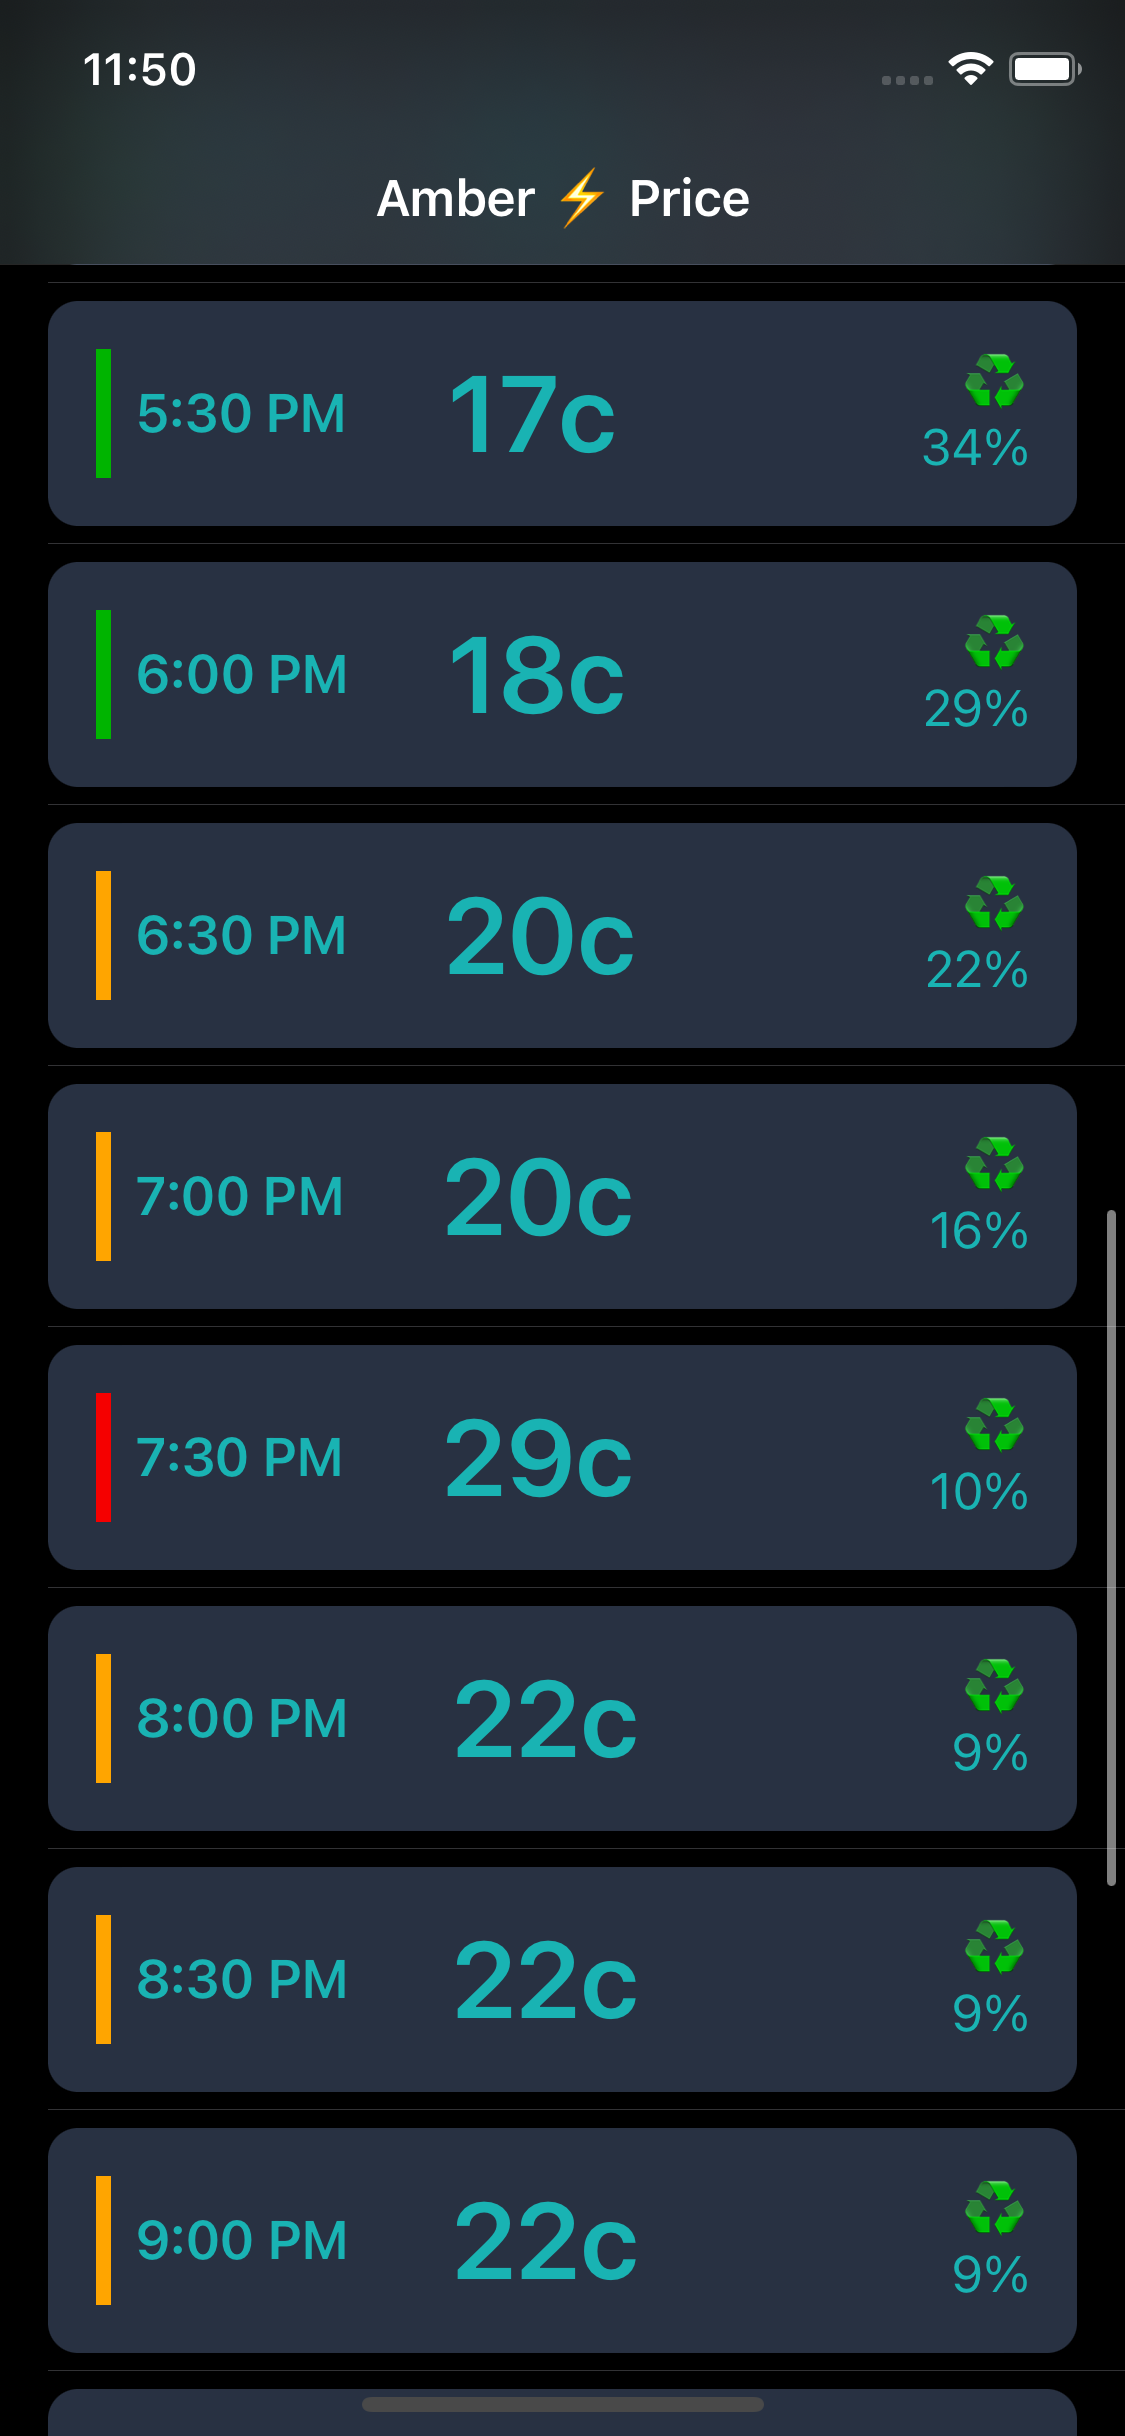 11:50
Amber ⚡ Price
5:30 PM 17c ♻ 34%
6:00 PM 18c ♻ 29%
6:30 PM 20c ♻ 22%
7:00 PM 20c ♻ 16%
7:30 PM 29c ♻ 10%
8:00 PM 22c ♻ 9%
8:30 PM 22c ♻ 9%
9:00 PM 22c ♻ 9%